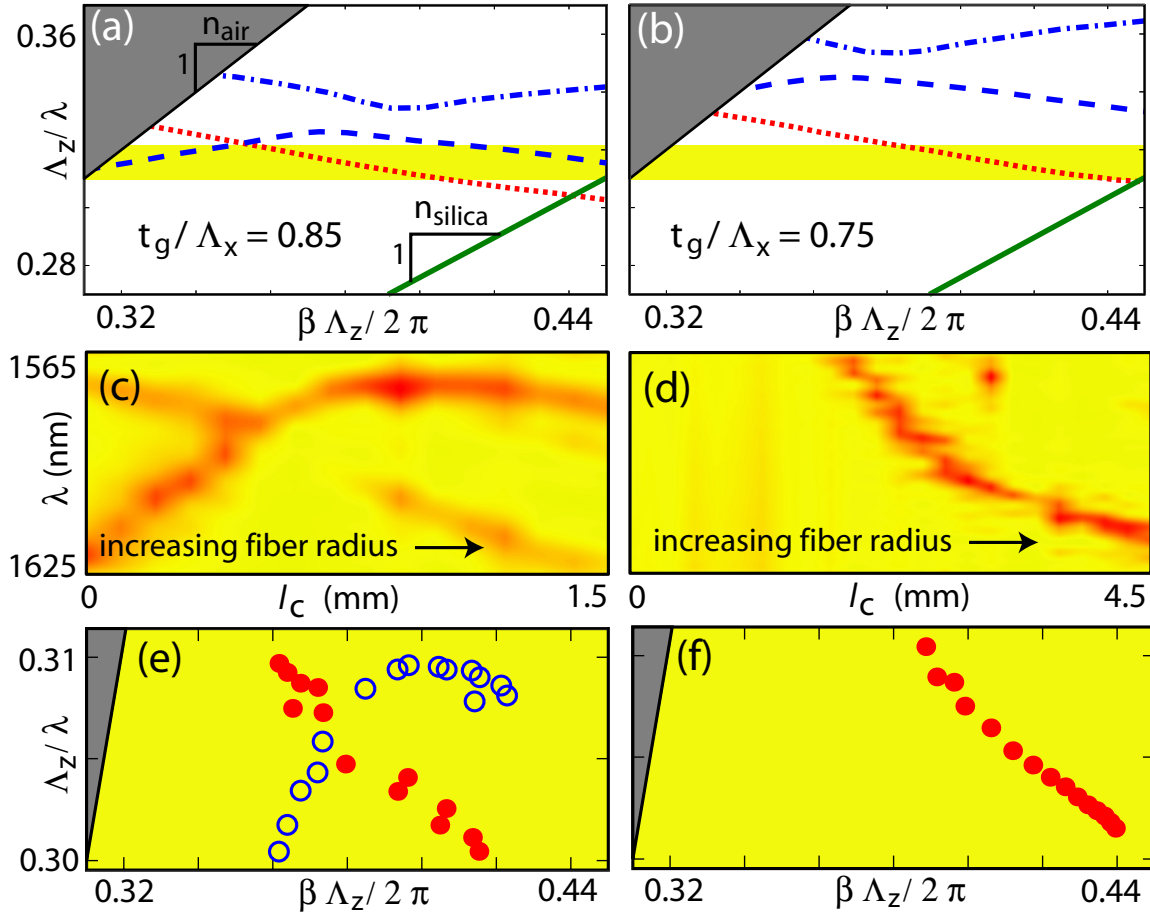 (a)
n_air
1
0.36
Λ_z / λ
0.28
t_g / Λ_x = 0.85
n_silica
1
0.32
β Λ_z / 2 π
0.44
(b)
t_g / Λ_x = 0.75
0.32
β Λ_z / 2 π
0.44
1565
λ (nm)
1625
(c)
increasing fiber radius
0
l_c (mm)
1.5
(d)
increasing fiber radius
0
l_c (mm)
4.5
(e)
0.31
Λ_z / λ
0.30
0.32
β Λ_z / 2 π
0.44
(f)
0.32
β Λ_z / 2 π
0.44